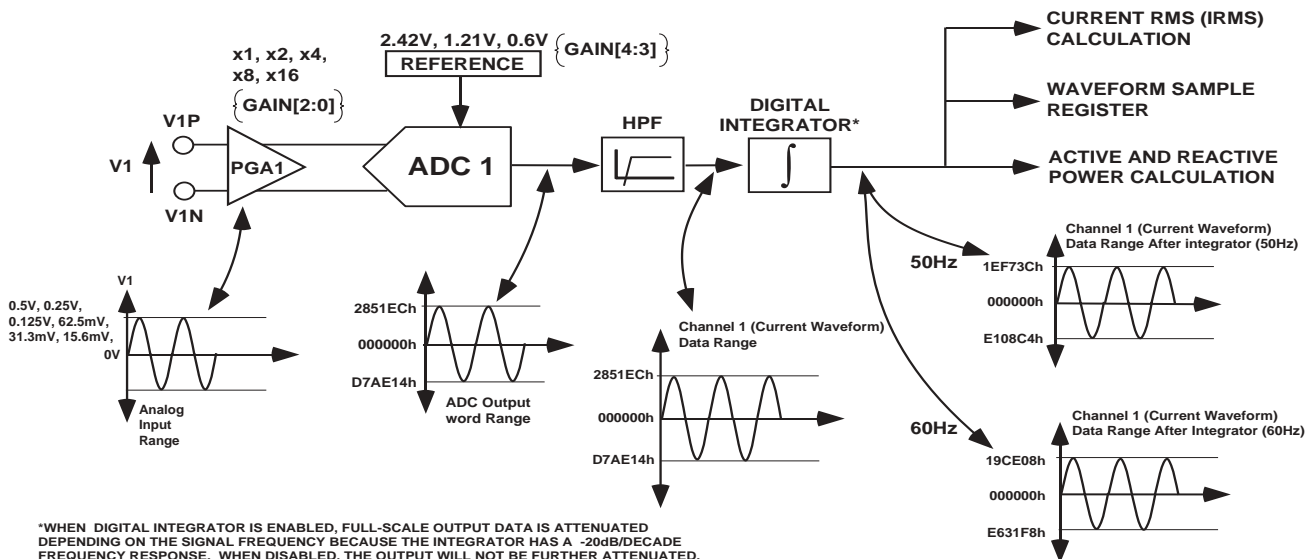 x1, x2, x4,
x8, x16
{GAIN[2:0]}
2.42V, 1.21V, 0.6V
{GAIN[4:3]}
REFERENCE
V1P
V1
V1N
PGA1
ADC 1
HPF
DIGITAL
INTEGRATOR*
∫
CURRENT RMS (IRMS)
CALCULATION
WAVEFORM SAMPLE
REGISTER
ACTIVE AND REACTIVE
POWER CALCULATION
V1
0.5V, 0.25V,
0.125V, 62.5mV,
31.3mV, 15.6mV,
0V
Analog
Input
Range
2851ECh
000000h
D7AE14h
ADC Output
word Range
Channel 1 (Current Waveform)
Data Range
2851ECh
000000h
D7AE14h
50Hz
Channel 1 (Current Waveform)
Data Range After integrator (50Hz)
1EF73Ch
000000h
E108C4h
60Hz
Channel 1 (Current Waveform)
Data Range After Integrator (60Hz)
19CE08h
000000h
E631F8h
*WHEN DIGITAL INTEGRATOR IS ENABLED, FULL-SCALE OUTPUT DATA IS ATTENUATED
DEPENDING ON THE SIGNAL FREQUENCY BECAUSE THE INTEGRATOR HAS A -20dB/DECADE
FREQUENCY RESPONSE. WHEN DISABLED, THE OUTPUT WILL NOT BE FURTHER ATTENUATED.